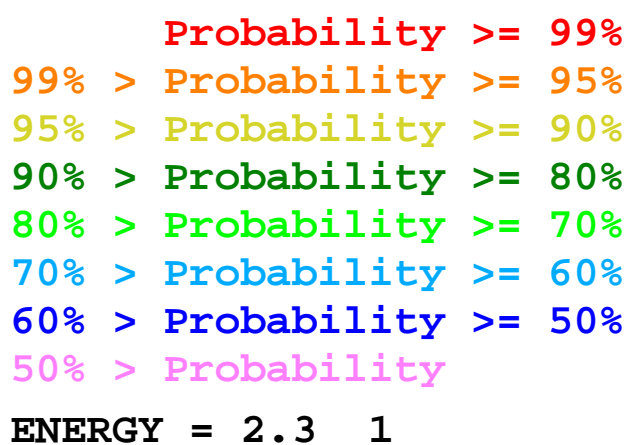 Probability >= 99%
99% > Probability >= 95%
95% > Probability >= 90%
90% > Probability >= 80%
80% > Probability >= 70%
70% > Probability >= 60%
60% > Probability >= 50%
50% > Probability
ENERGY = 2.3  1